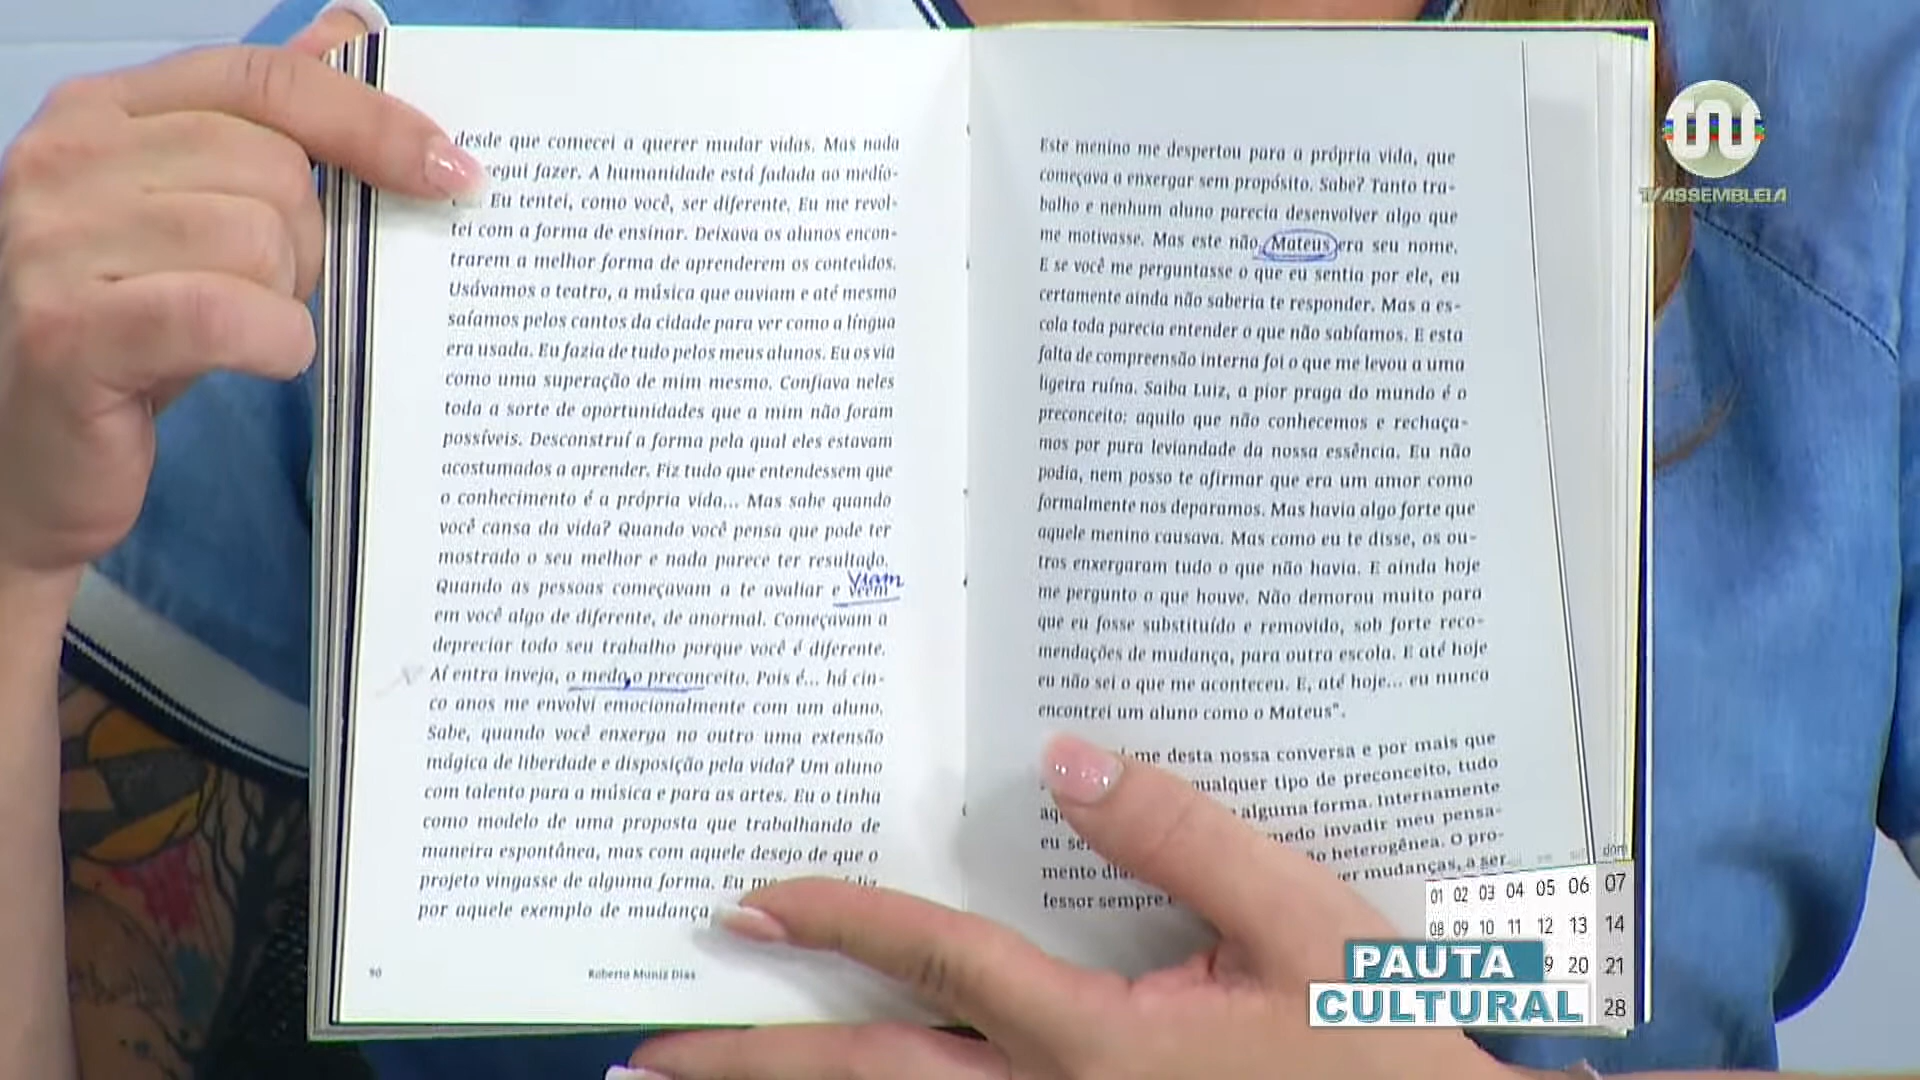 desde que comecei a querer mudar vidas. Mas nada
segui fazer. A humanidade está fadada ao medío-
Eu tentei, como você, ser diferente. Eu me revol-
tei com a forma de ensinar. Deixava os alunos encon-
trarem a melhor forma de aprenderem os conteúdos.
Usávamos o teatro, a música que ouviam e até mesmo
saíamos pelos cantos da cidade para ver como a língua
era usada. Eu fazia de tudo pelos meus alunos. Eu os via
como uma superação de mim mesmo. Confiava neles
toda a sorte de oportunidades que a mim não foram
possíveis. Desconstruí a forma pela qual eles estavam
acostumados a aprender. Fiz tudo que entendessem que
o conhecimento é a própria vida... Mas sabe quando
você cansa da vida? Quando você pensa que pode ter
mostrado o seu melhor e nada parece ter resultado.
viam
Quando as pessoas começavam a te avaliar e veem
em você algo de diferente, de anormal. Começavam a
depreciar todo seu trabalho porque você é diferente.
Aí entra inveja, o medo, o preconceito. Pois é... há cin-
co anos me envolvi emocionalmente com um aluno.
Sabe, quando você enxerga no outro uma extensão
mágica de liberdade e disposição pela vida? Um aluno
com talento para a música e para as artes. Eu o tinha
como modelo de uma proposta que trabalhando de
maneira espontânea, mas com aquele desejo de que o
projeto vingasse de alguma forma. Eu
por aquele exemplo de mudança
90
Roberto Muniz Dias
Este menino me despertou para a própria vida, que
começava a enxergar sem propósito. Sabe? Tanto tra-
balho e nenhum aluno parecia desenvolver algo que
me motivasse. Mas este não. Mateus era seu nome.
E se você me perguntasse o que eu sentia por ele, eu
certamente ainda não saberia te responder. Mas a es-
cola toda parecia entender o que não sabíamos. E esta
falta de compreensão interna foi o que me levou a uma
ligeira ruína. Saiba Luiz, a pior praga do mundo é o
preconceito: aquilo que não conhecemos e rechaça-
mos por pura leviandade da nossa essência. Eu não
podia, nem posso te afirmar que era um amor como
formalmente nos deparamos. Mas havia algo forte que
aquele menino causava. Mas como eu te disse, os ou-
tros enxergaram tudo o que não havia. E ainda hoje
me pergunto o que houve. Não demorou muito para
que eu fosse substituído e removido, sob forte reco-
mendações de mudança, para outra escola. E até hoje
eu não sei o que me aconteceu. E, até hoje... eu nunca
encontrei um aluno como o Mateus".
me desta nossa conversa e por mais que
qualquer tipo de preconceito, tudo
alguma forma. Internamente
eu medo invadir meu pensa-
mento heterogênea. O pro-
fessor sempre mudanças, a ser
dom
01 02 03 04 05 06 07
08 09 10 11 12 13 14
9 20 21
28
PAUTA
CULTURAL
TV ASSEMBLEIA